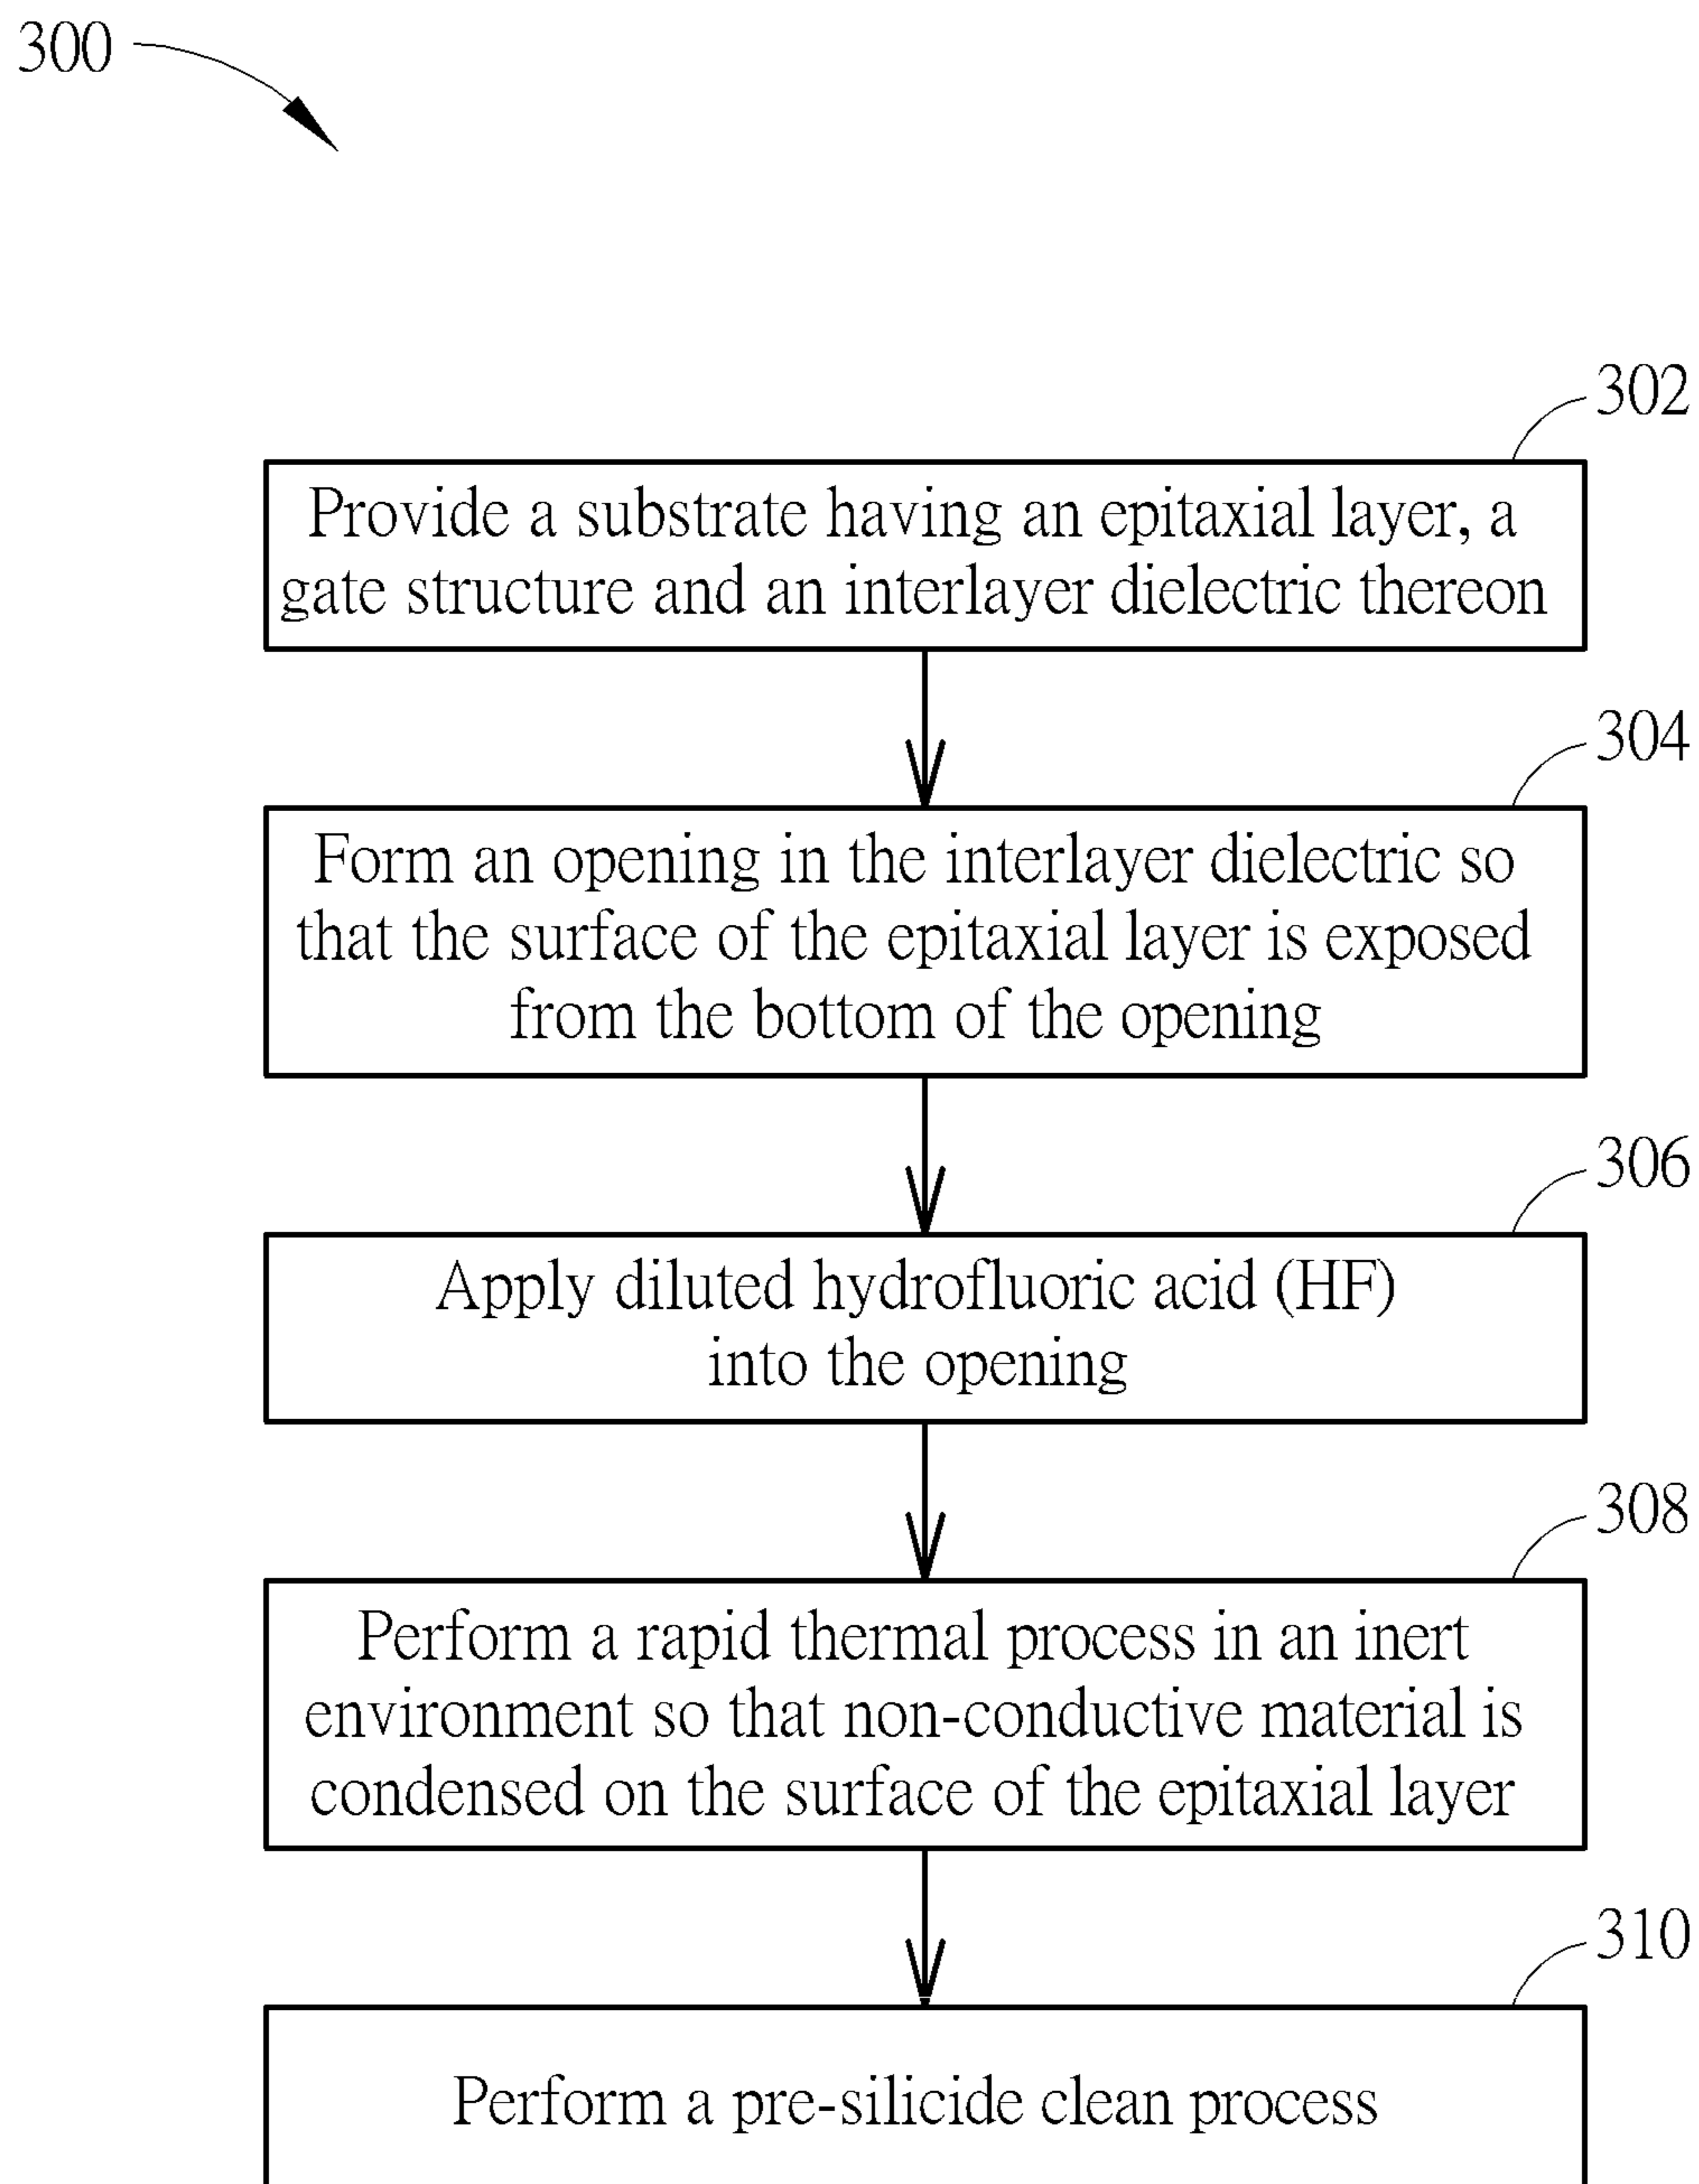 300
302
Provide a substrate having an epitaxial layer, a
gate structure and an interlayer dielectric thereon
304
Form an opening in the interlayer dielectric so
that the surface of the epitaxial layer is exposed
from the bottom of the opening
306
Apply diluted hydrofluoric acid (HF)
into the opening
308
Perform a rapid thermal process in an inert
environment so that non-conductive material is
condensed on the surface of the epitaxial layer
310
Perform a pre-silicide clean process